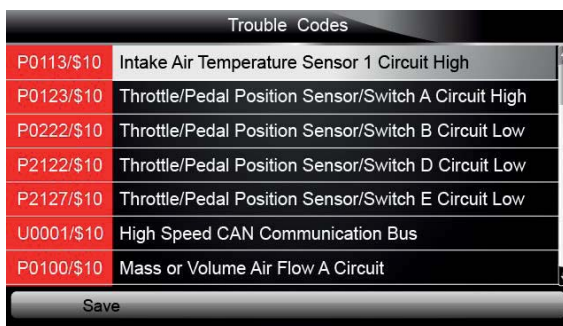 Trouble Codes
P0113/$10 Intake Air Temperature Sensor 1 Circuit High
P0123/$10 Throttle/Pedal Position Sensor/Switch A Circuit High
P0222/$10 Throttle/Pedal Position Sensor/Switch B Circuit Low
P2122/$10 Throttle/Pedal Position Sensor/Switch D Circuit Low
P2127/$10 Throttle/Pedal Position Sensor/Switch E Circuit Low
U0001/$10 High Speed CAN Communication Bus
P0100/$10 Mass or Volume Air Flow A Circuit
Save